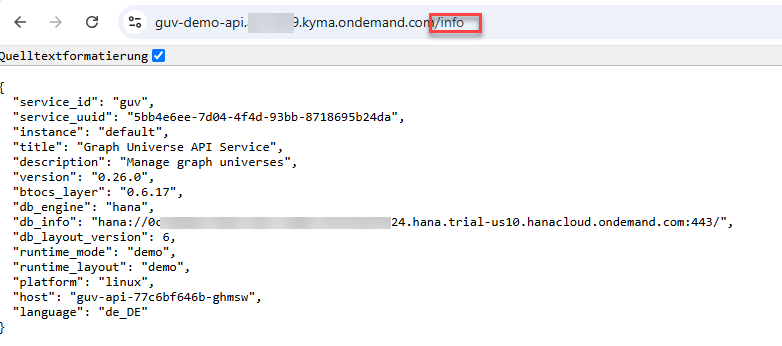 guv-demo-api. 9.kyma.ondemand.com/info
Quelltextformatierung
{
"service_id": "guv",
"service_uuid": "5bb4e6ee-7d04-4f4d-93bb-8718695b24da",
"instance": "default",
"title": "Graph Universe API Service",
"description": "Manage graph universes",
"version": "0.26.0",
"btocs_layer": "0.6.17",
"db_engine": "hana",
"db_info": "hana://0c 24.hana.trial-us10.hanacloud.ondemand.com:443/",
"db_layout_version": 6,
"runtime_mode": "demo",
"runtime_layout": "demo",
"platform": "linux",
"host": "guv-api-77c6bf646b-ghmsw",
"language": "de_DE"
}